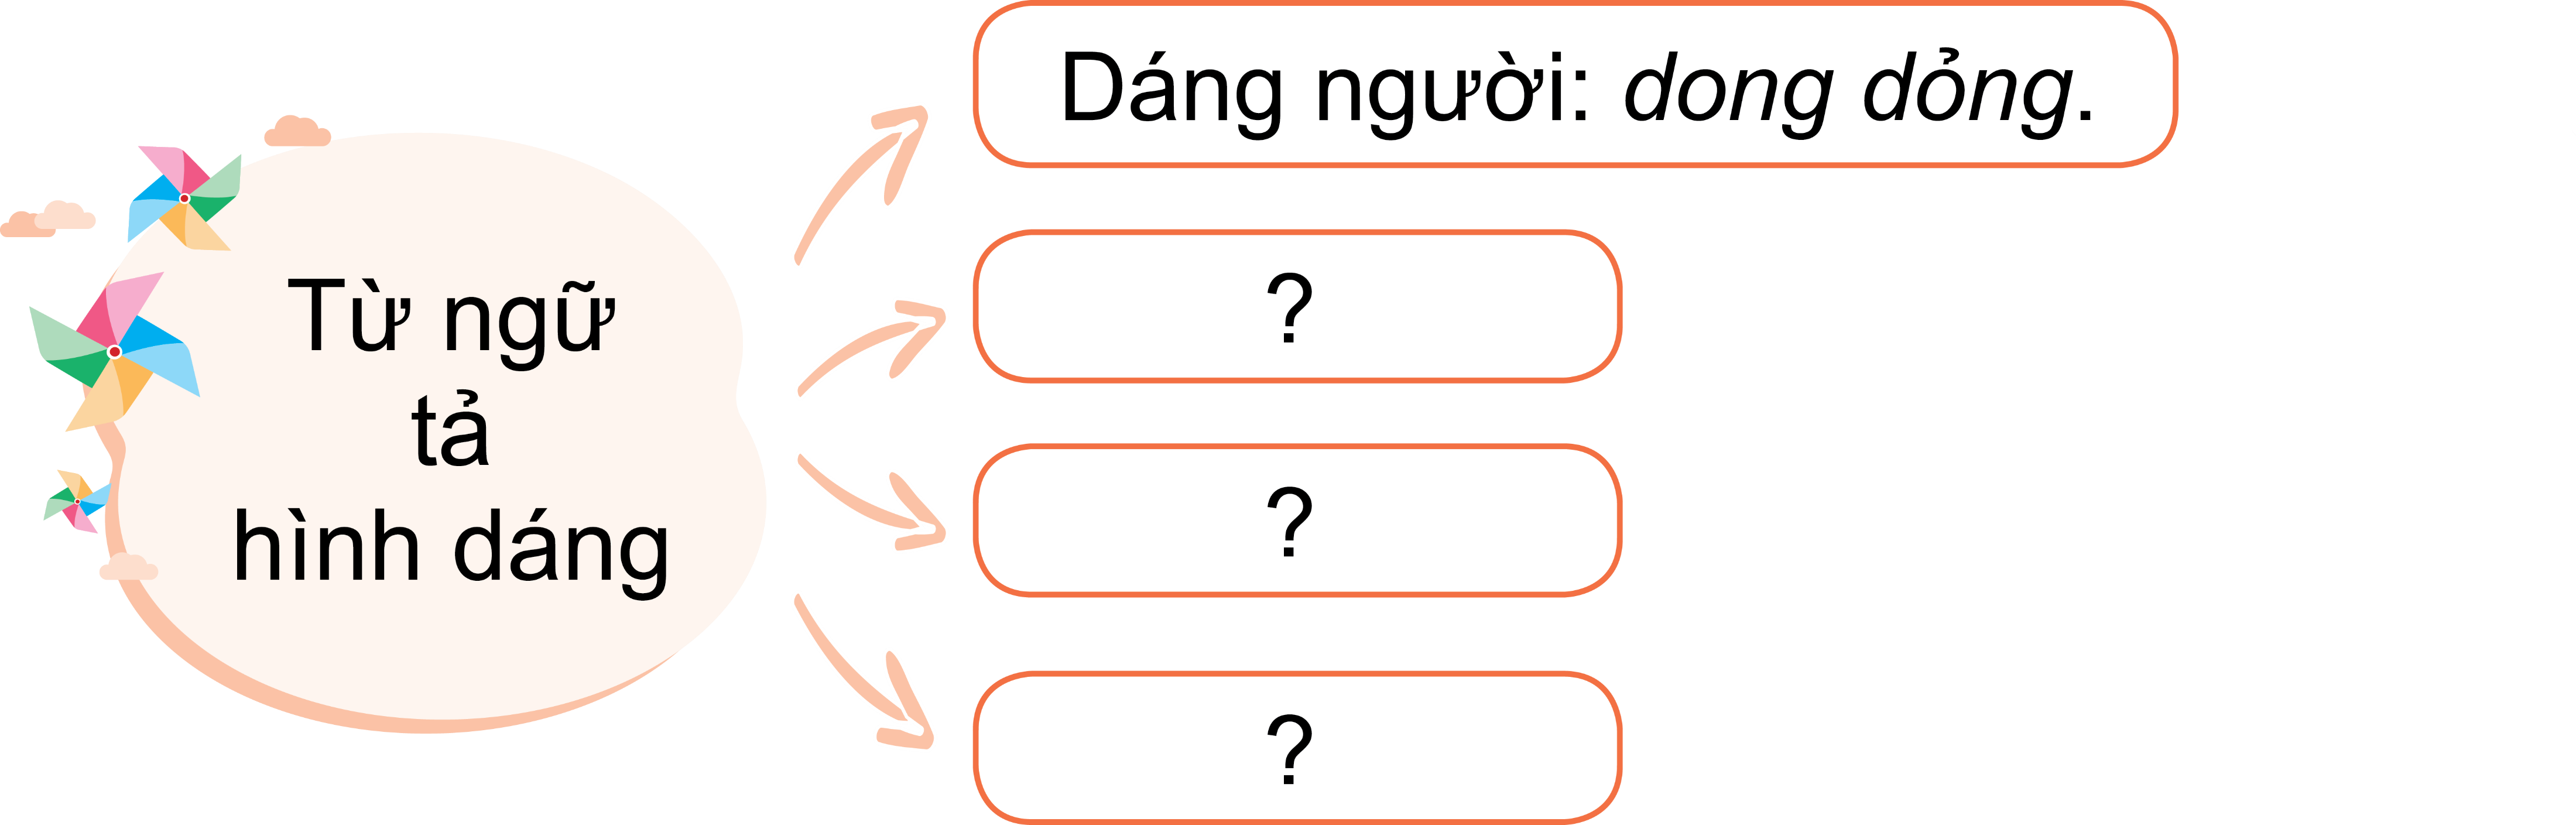 Dáng người: dong dỏng.
Từ ngữ
tả
hình dáng
?
?
?